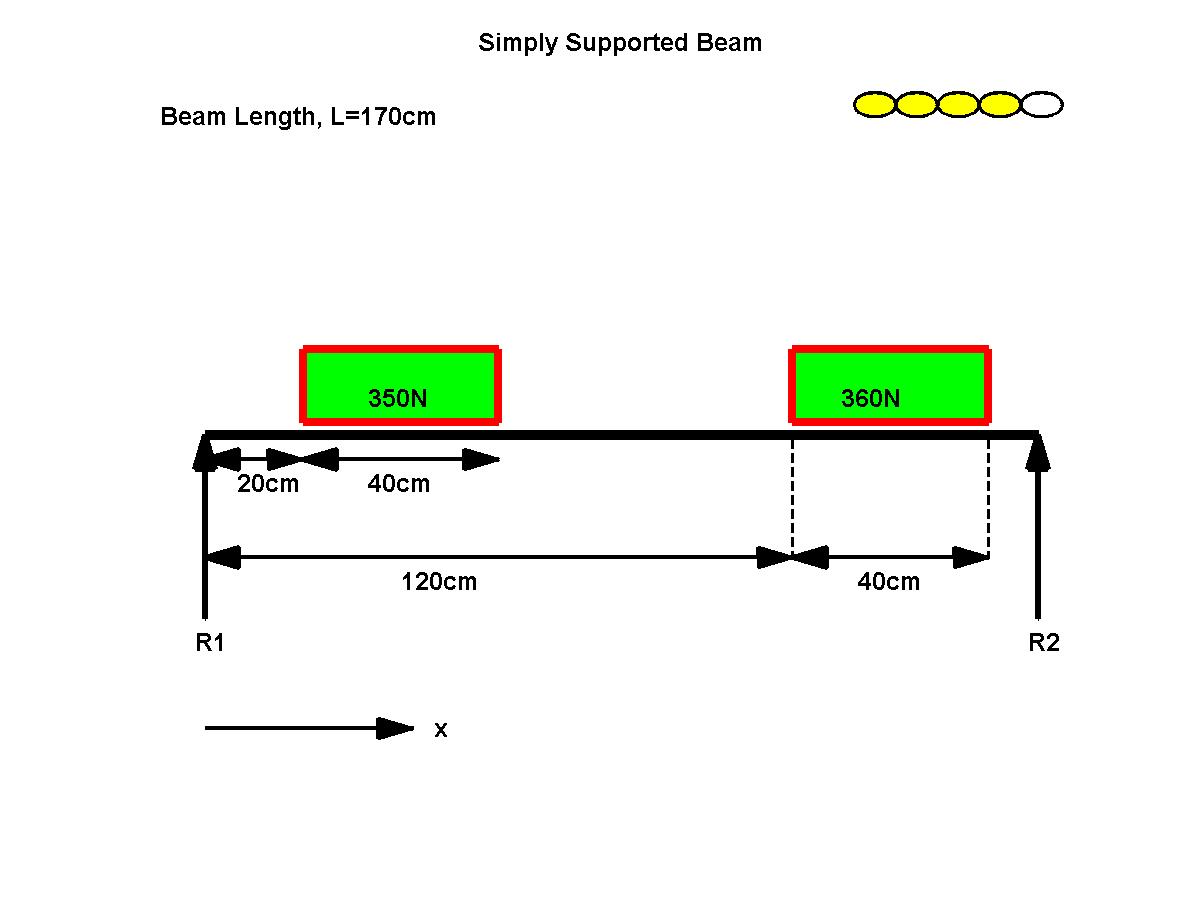 Simply Supported Beam
Beam Length, L=170cm
350N
360N
20cm
40cm
120cm
40cm
R1
R2
x